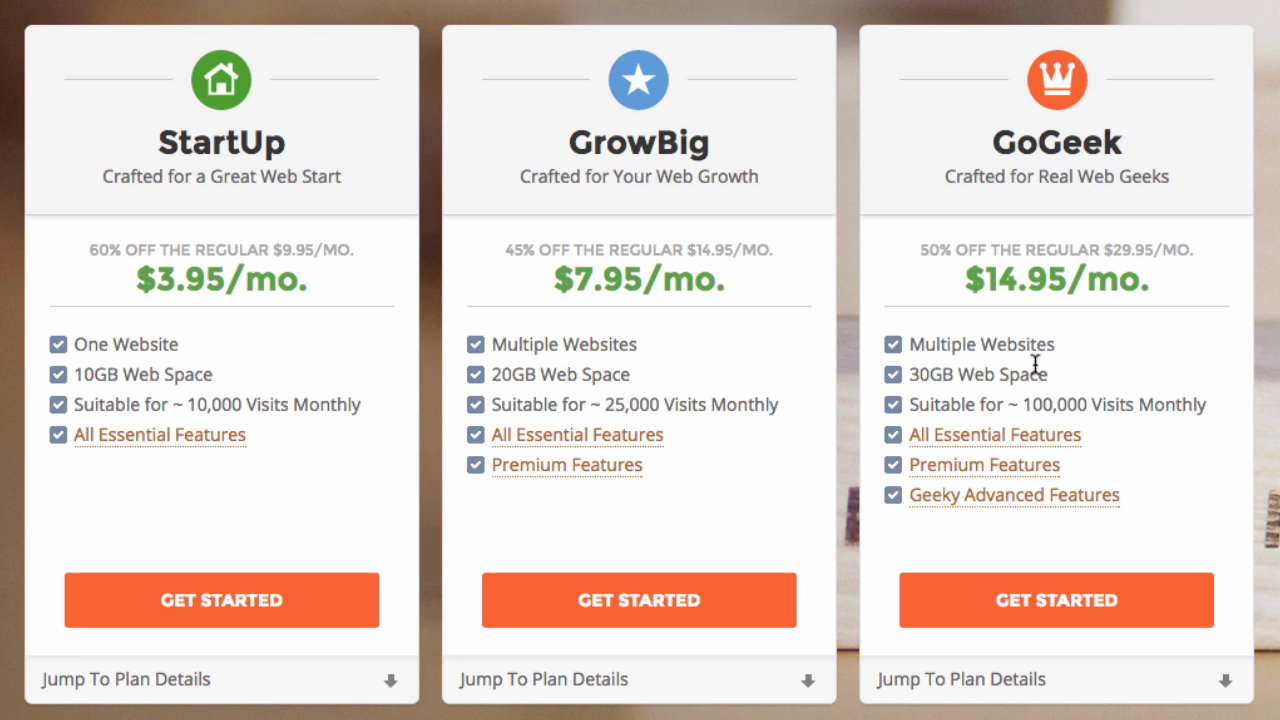 StartUp
Crafted for a Great Web Start
60% OFF THE REGULAR $9.95/MO.
$3.95/mo.
One Website
10GB Web Space
Suitable for ~ 10,000 Visits Monthly
All Essential Features
GET STARTED
Jump To Plan Details
GrowBig
Crafted for Your Web Growth
45% OFF THE REGULAR $14.95/MO.
$7.95/mo.
Multiple Websites
20GB Web Space
Suitable for ~ 25,000 Visits Monthly
All Essential Features
Premium Features
GET STARTED
Jump To Plan Details
GoGeek
Crafted for Real Web Geeks
50% OFF THE REGULAR $29.95/MO.
$14.95/mo.
Multiple Websites
30GB Web Space
Suitable for ~ 100,000 Visits Monthly
All Essential Features
Premium Features
Geeky Advanced Features
GET STARTED
Jump To Plan Details